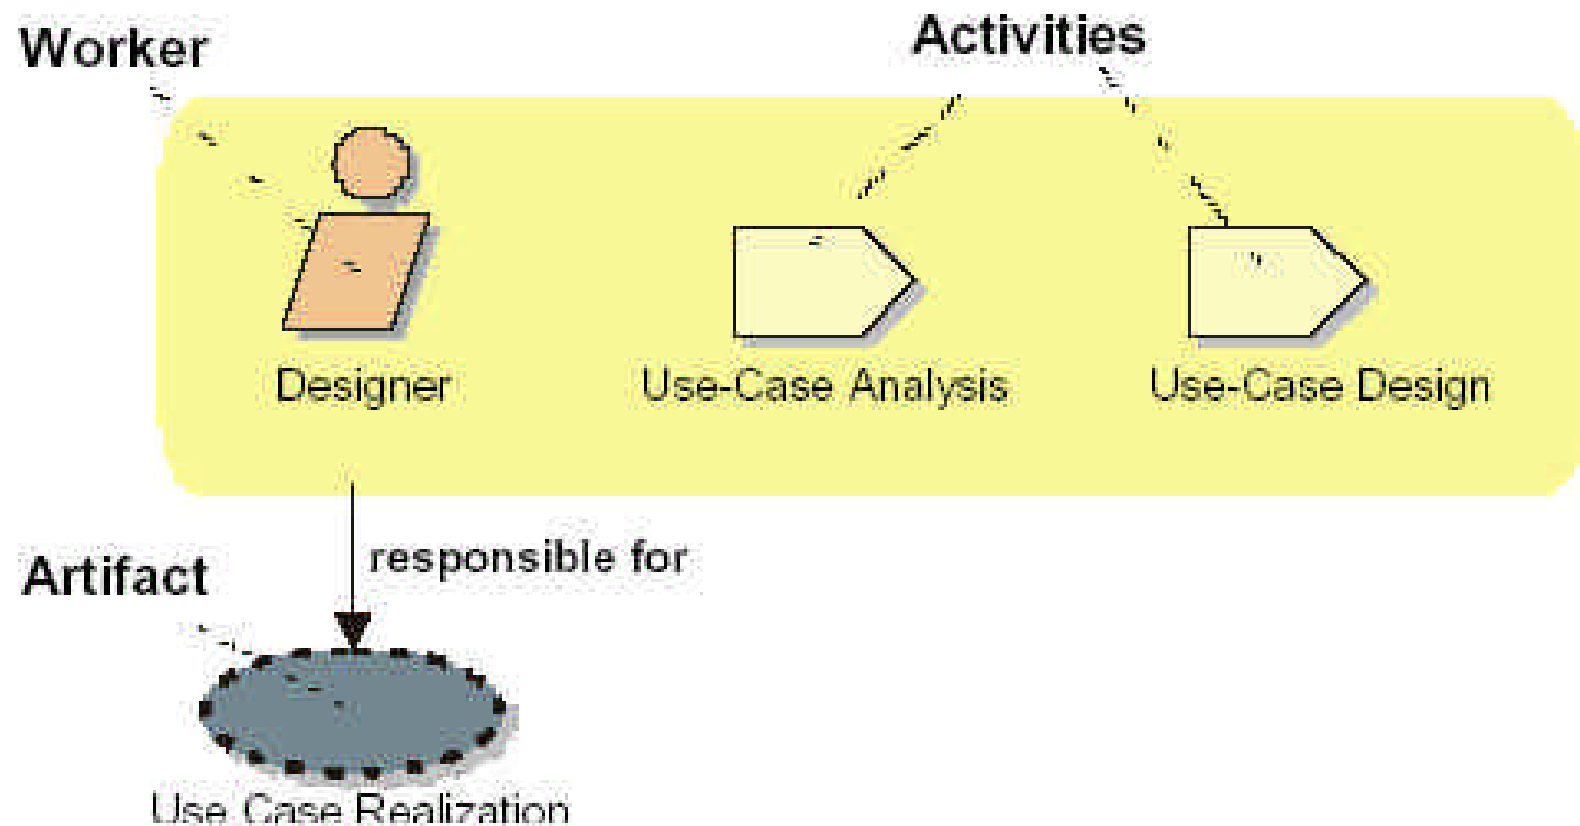 Worker
Activities
Designer
Use-Case Analysis
Use-Case Design
responsible for
Artifact
Use Case Realization